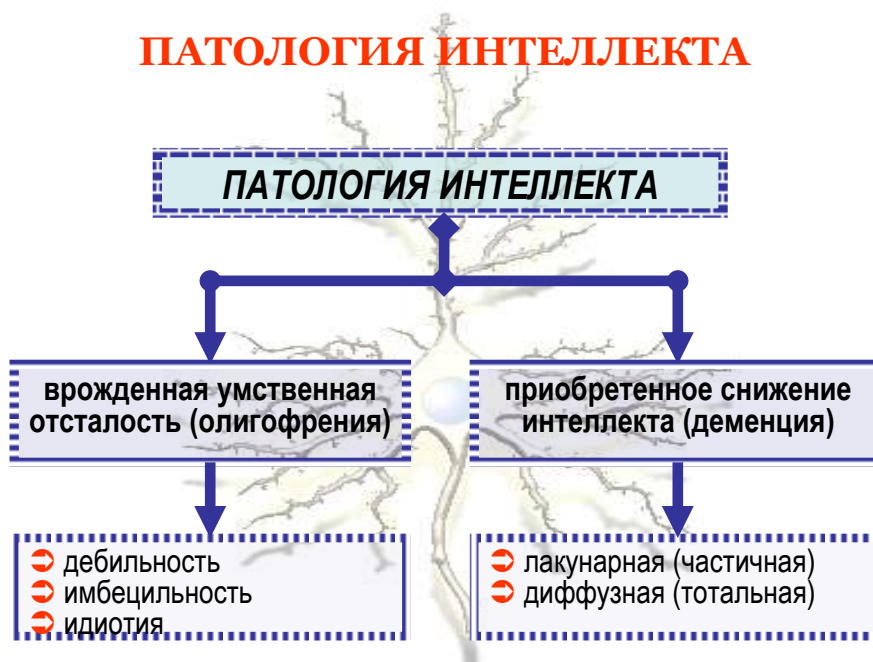 ПАТОЛОГИЯ ИНТЕЛЛЕКТА
ПАТОЛОГИЯ ИНТЕЛЛЕКТА
врожденная умственная
отсталость (олигофрения)
приобретенное снижение
интеллекта (деменция)
дебильность
имбецильность
идиотия
лакунарная (частичная)
диффузная (тотальная)